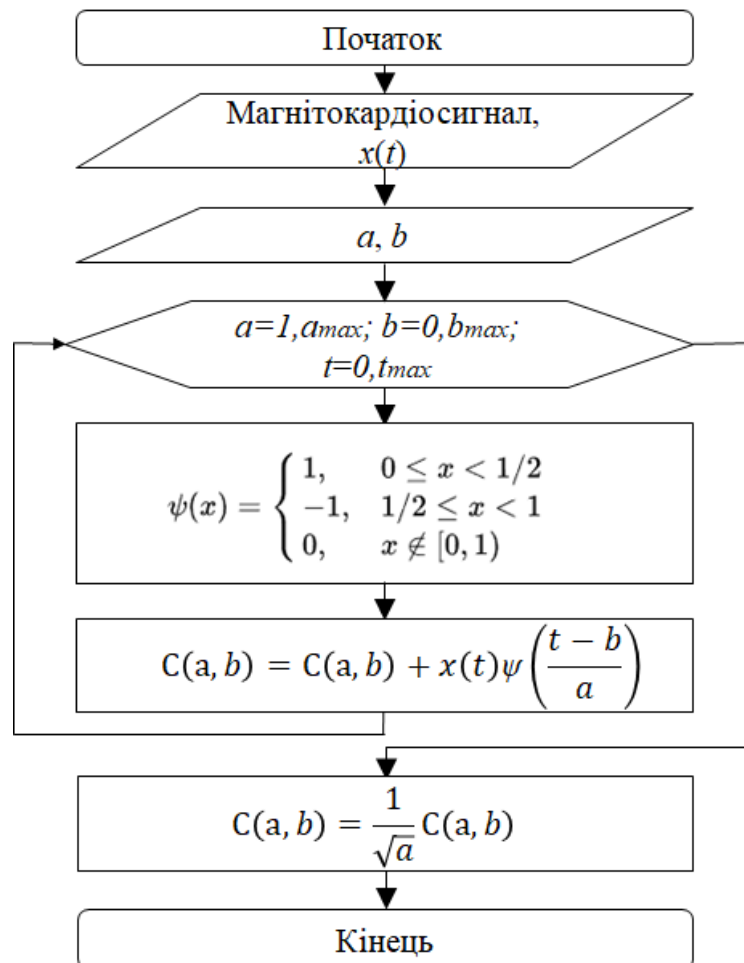 Початок
Магнітокардіосигнал,
x(t)
a, b
a=1,amax; b=0,bmax;
t=0,tmax
ψ(x) = { 1, 0 ≤ x < 1/2
−1, 1/2 ≤ x < 1
0, x ∉ [0, 1)
C(a, b) = C(a, b) + x(t)ψ((t − b)/a)
C(a, b) = 1/√a C(a, b)
Кінець